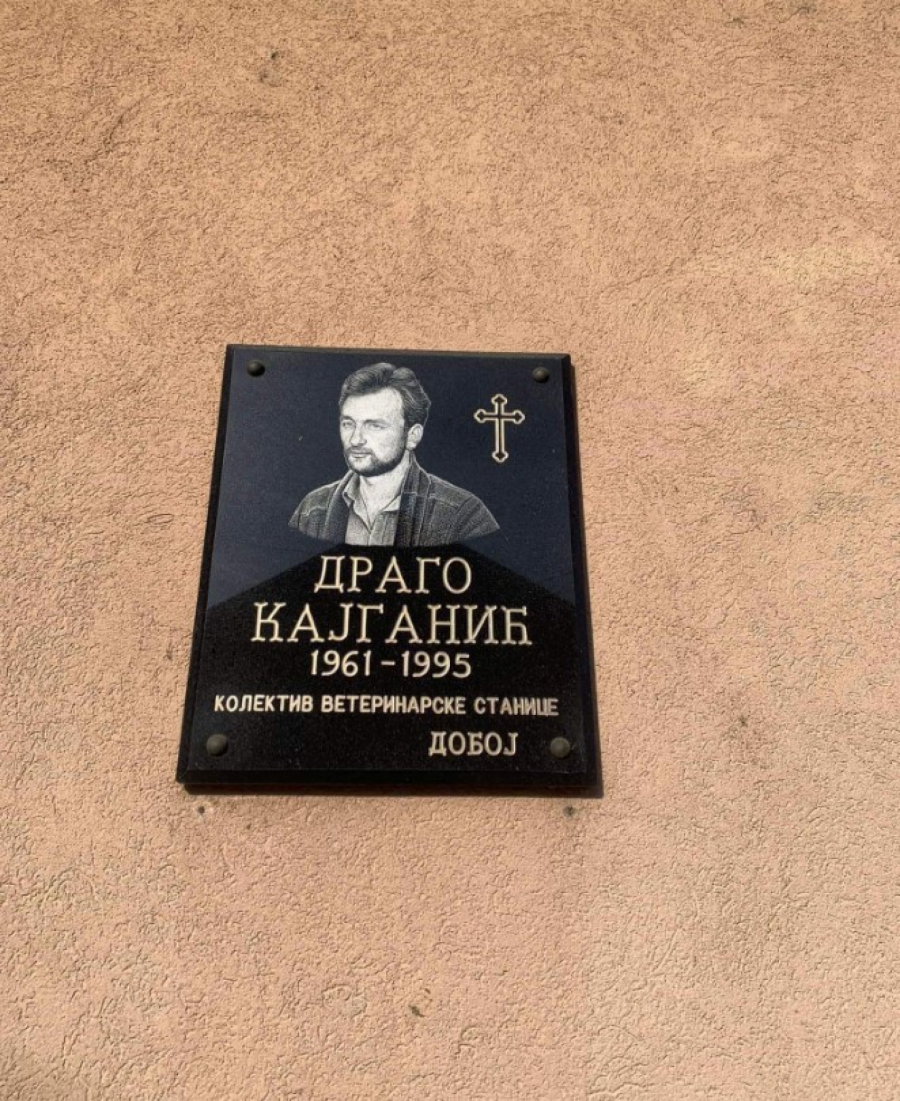 ДРАГО
КАЈГАНИЋ
1961-1995
КОЛЕКТИВ ВЕТЕРИНАРСКЕ СТАНИЦЕ
ДОБОЈ